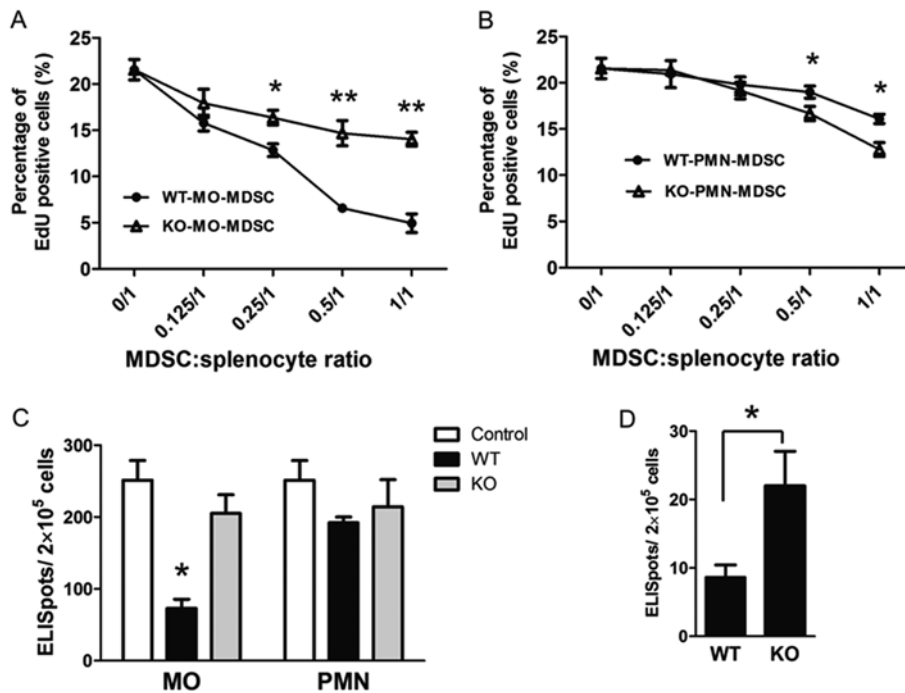 A
Percentage of
EdU positive cells (%)
25
20
15
10
5
0
*
**
**
WT-MO-MDSC
KO-MO-MDSC
0/1
0.125/1
0.25/1
0.5/1
1/1
MDSC:splenocyte ratio
B
Percentage of
EdU positive cells (%)
25
20
15
10
5
0
*
*
WT-PMN-MDSC
KO-PMN-MDSC
0/1
0.125/1
0.25/1
0.5/1
1/1
MDSC:splenocyte ratio
C
ELISpots/ 2×10⁵ cells
300
200
100
0
*
MO
PMN
Control
WT
KO
D
ELISpots/ 2×10⁵ cells
30
20
10
0
*
WT
KO